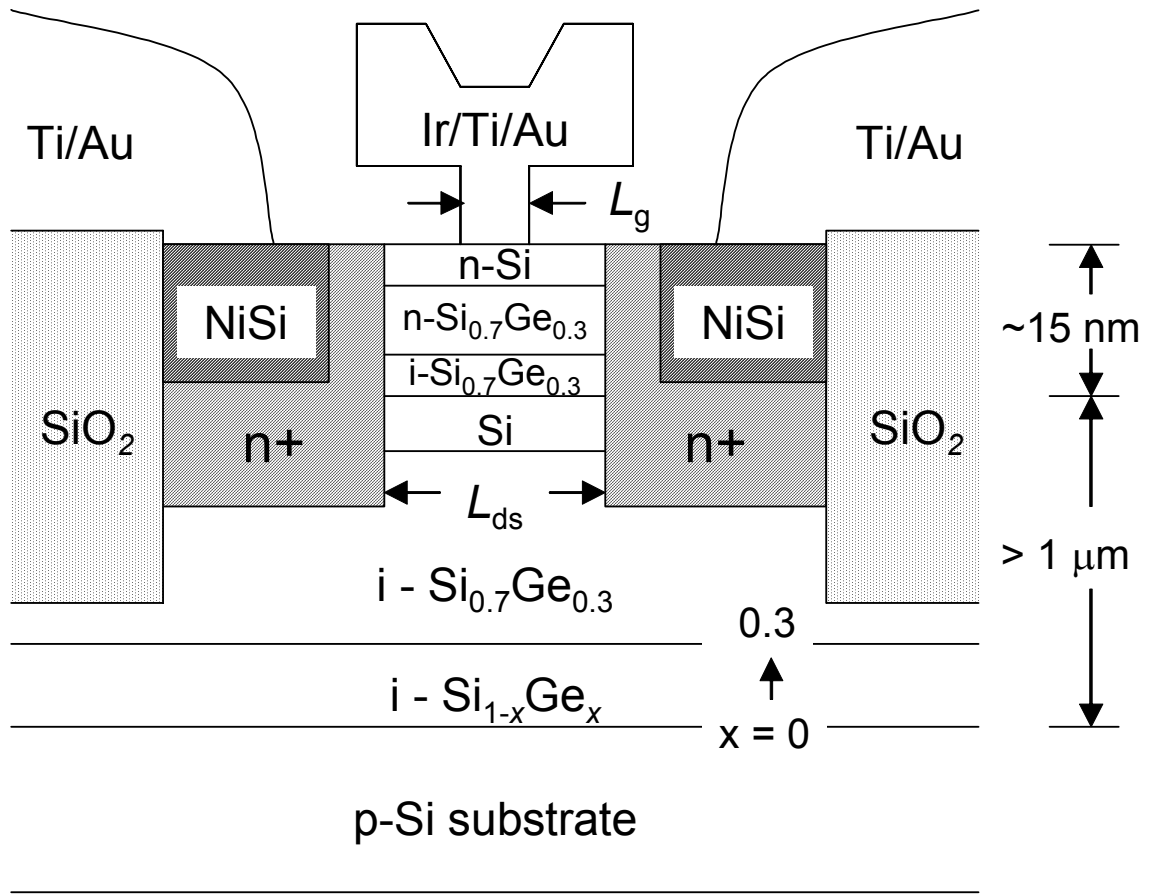 Ti/Au
Ir/Ti/Au
Ti/Au
Lg
n-Si
NiSi
n-Si0.7Ge0.3
NiSi
~15 nm
i-Si0.7Ge0.3
SiO2
n+
Si
n+
SiO2
Lds
> 1 μm
i - Si0.7Ge0.3
0.3
i - Si1-xGex
x = 0
p-Si substrate